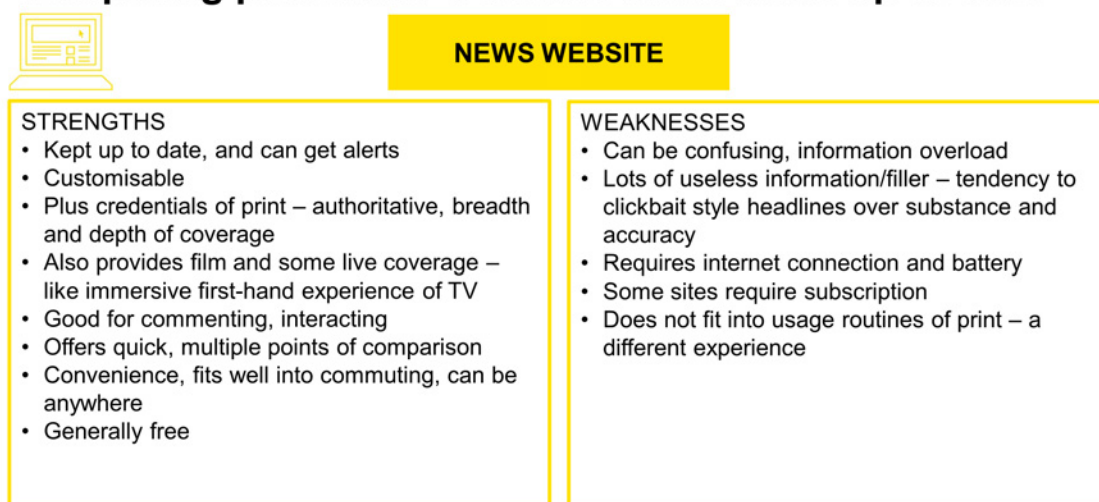 NEWS WEBSITE
STRENGTHS
• Kept up to date, and can get alerts
• Customisable
• Plus credentials of print – authoritative, breadth
and depth of coverage
• Also provides film and some live coverage –
like immersive first-hand experience of TV
• Good for commenting, interacting
• Offers quick, multiple points of comparison
• Convenience, fits well into commuting, can be
anywhere
• Generally free
WEAKNESSES
• Can be confusing, information overload
• Lots of useless information/filler – tendency to
clickbait style headlines over substance and
accuracy
• Requires internet connection and battery
• Some sites require subscription
• Does not fit into usage routines of print – a
different experience